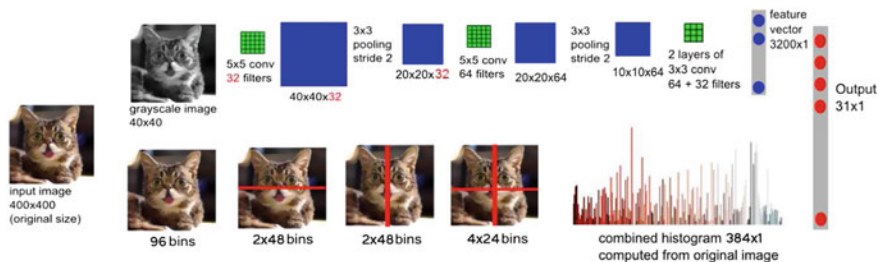 5x5 conv
32 filters
3x3
pooling
stride 2
5x5 conv
64 filters
3x3
pooling
stride 2
2 layers of
3x3 conv
64 + 32 filters
feature
vector
3200x1
grayscale image
40x40
40x40x32
20x20x32
20x20x64
10x10x64
Output
31x1
input image
400x400
(original size)
96 bins
2x48 bins
2x48 bins
4x24 bins
combined histogram 384x1
computed from original image